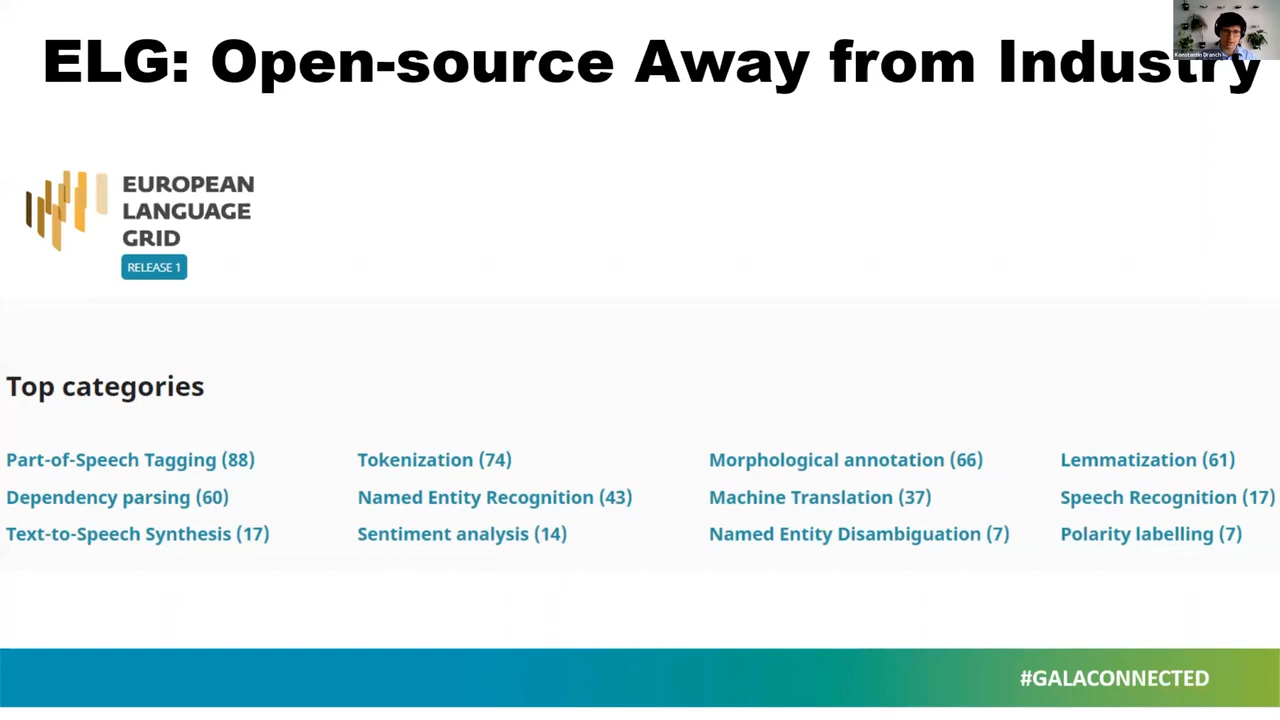 ELG: Open-source Away from Industry
Konstantin Dranch
EUROPEAN
LANGUAGE
GRID
RELEASE 1
Top categories
Part-of-Speech Tagging (88) Tokenization (74) Morphological annotation (66) Lemmatization (61)
Dependency parsing (60) Named Entity Recognition (43) Machine Translation (37) Speech Recognition (17)
Text-to-Speech Synthesis (17) Sentiment analysis (14) Named Entity Disambiguation (7) Polarity labelling (7)
#GALACONNECTED